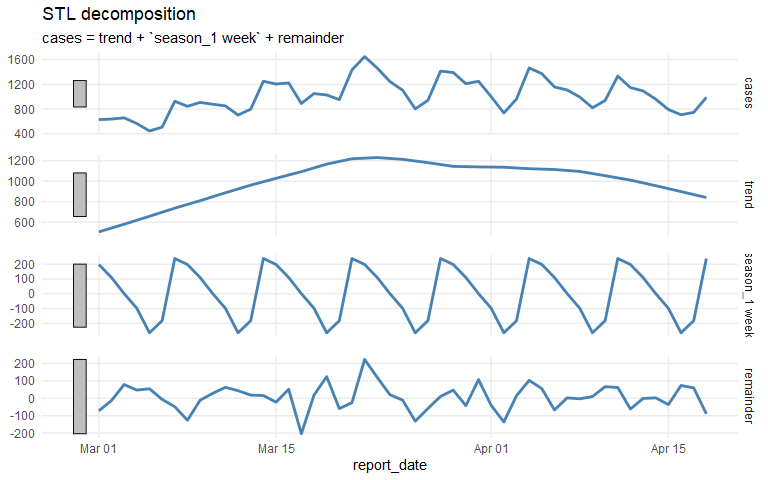 STL decomposition
cases = trend + `season_1 week` + remainder
1600
1200
800
400
cases
1200
1000
800
600
trend
200
100
0
-100
-200
season_1 week
200
100
0
-100
-200
remainder
Mar 01
Mar 15
Apr 01
Apr 15
report_date